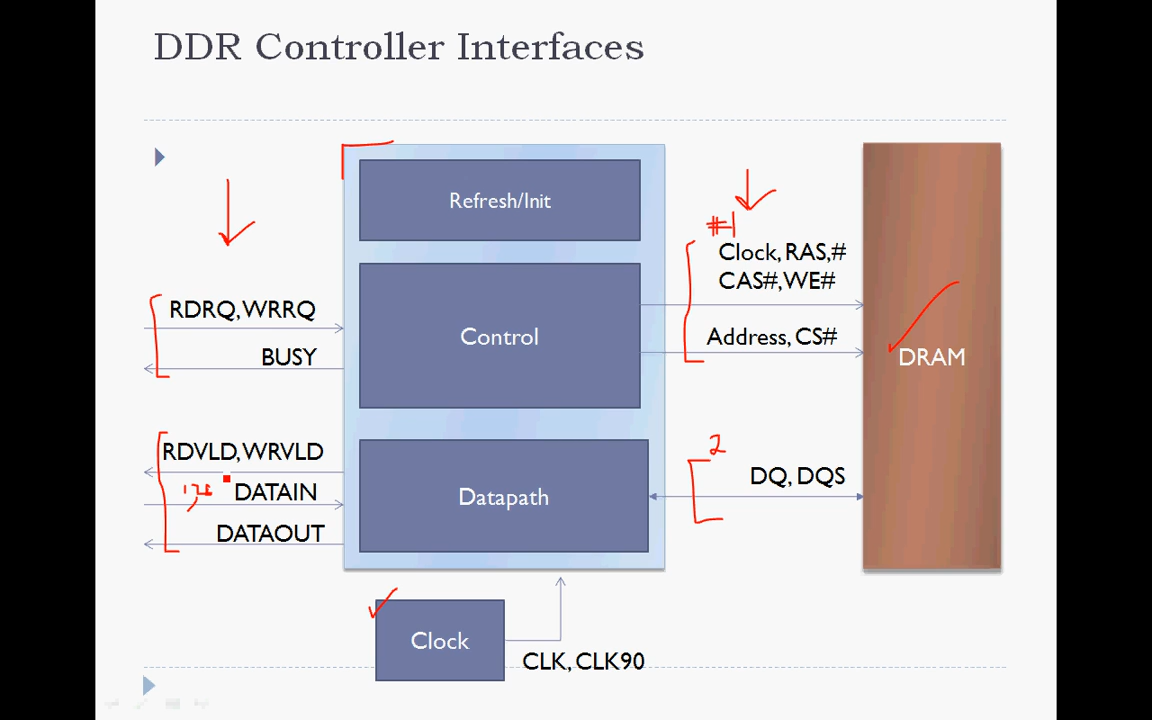 DDR Controller Interfaces
Refresh/Init
#1
Clock, RAS,#
CAS#, WE#
RDRQ, WRRQ
Control
Address, CS#
BUSY
DRAM
2
RDVLD, WRVLD
DQ, DQS
DATAIN
Datapath
DATAOUT
Clock
CLK, CLK90